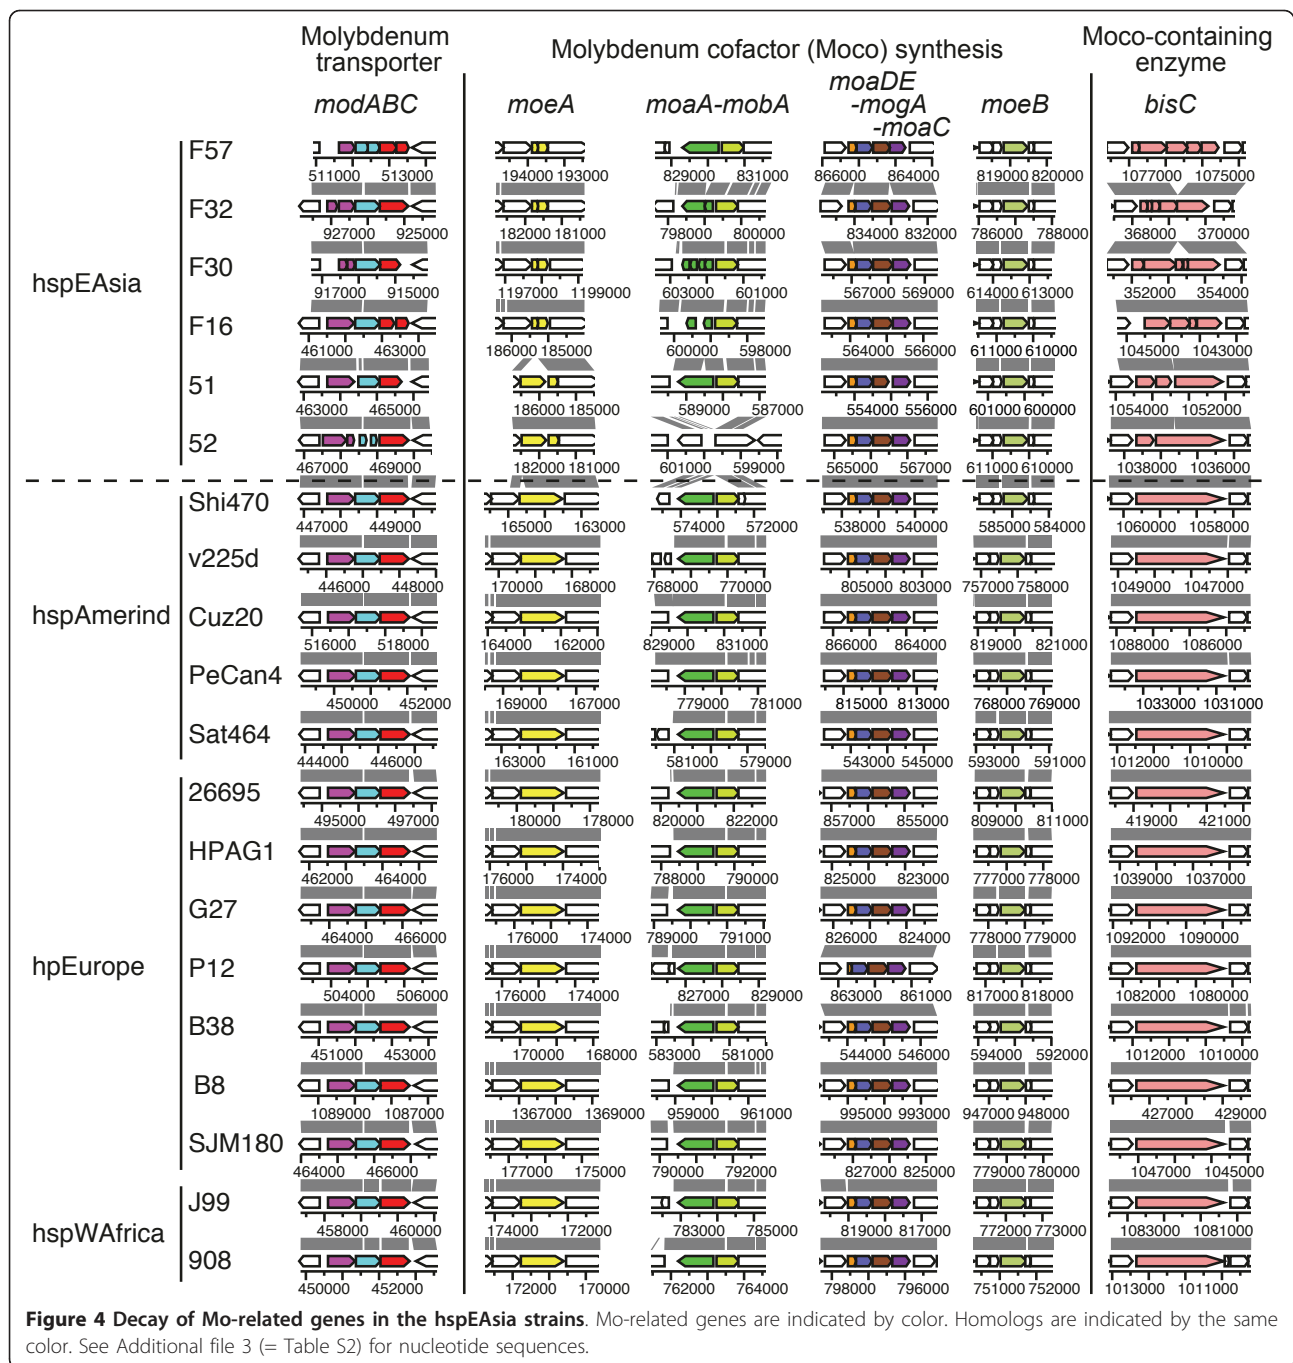 Molybdenum transporter
Molybdenum cofactor (Moco) synthesis
Moco-containing enzyme
modABC moeA moaA-mobA moaDE -mogA -moaC moeB bisC
hspEAsia
F57
511000 513000 194000 193000 829000 831000 866000 864000 819000 820000 1077000 1075000
F32
927000 925000 182000 181000 798000 800000 834000 832000 786000 788000 368000 370000
F30
917000 915000 1197000 1199000 603000 601000 567000 569000 614000 613000 352000 354000
F16
461000 463000 186000 185000 600000 598000 564000 566000 611000 610000 1045000 1043000
51
463000 465000 186000 185000 589000 587000 554000 556000 601000 600000 1054000 1052000
52
467000 469000 182000 181000 601000 599000 565000 567000 611000 610000 1038000 1036000
hspAmerind
Shi470
447000 449000 165000 163000 574000 572000 538000 540000 585000 584000 1060000 1058000
v225d
446000 448000 170000 168000 768000 770000 805000 803000 757000 758000 1049000 1047000
Cuz20
516000 518000 164000 162000 829000 831000 866000 864000 819000 821000 1088000 1086000
PeCan4
450000 452000 169000 167000 779000 781000 815000 813000 768000 769000 1033000 1031000
Sat464
444000 446000 163000 161000 581000 579000 543000 545000 593000 591000 1012000 1010000
hpEurope
26695
495000 497000 180000 178000 820000 822000 857000 855000 809000 811000 419000 421000
HPAG1
462000 464000 176000 174000 788000 790000 825000 823000 777000 778000 1039000 1037000
G27
464000 466000 176000 174000 789000 791000 826000 824000 778000 779000 1092000 1090000
P12
504000 506000 176000 174000 827000 829000 863000 861000 817000 818000 1082000 1080000
B38
451000 453000 170000 168000 583000 581000 544000 546000 594000 592000 1012000 1010000
B8
1089000 1087000 1367000 1369000 959000 961000 995000 993000 947000 948000 427000 429000
SJM180
464000 466000 177000 175000 790000 792000 827000 825000 779000 780000 1047000 1045000
hspWAfrica
J99
458000 460000 174000 172000 783000 785000 819000 817000 772000 773000 1083000 1081000
908
450000 452000 172000 170000 762000 764000 798000 796000 751000 752000 1013000 1011000
Figure 4 Decay of Mo-related genes in the hspEAsia strains. Mo-related genes are indicated by color. Homologs are indicated by the same
color. See Additional file 3 (= Table S2) for nucleotide sequences.